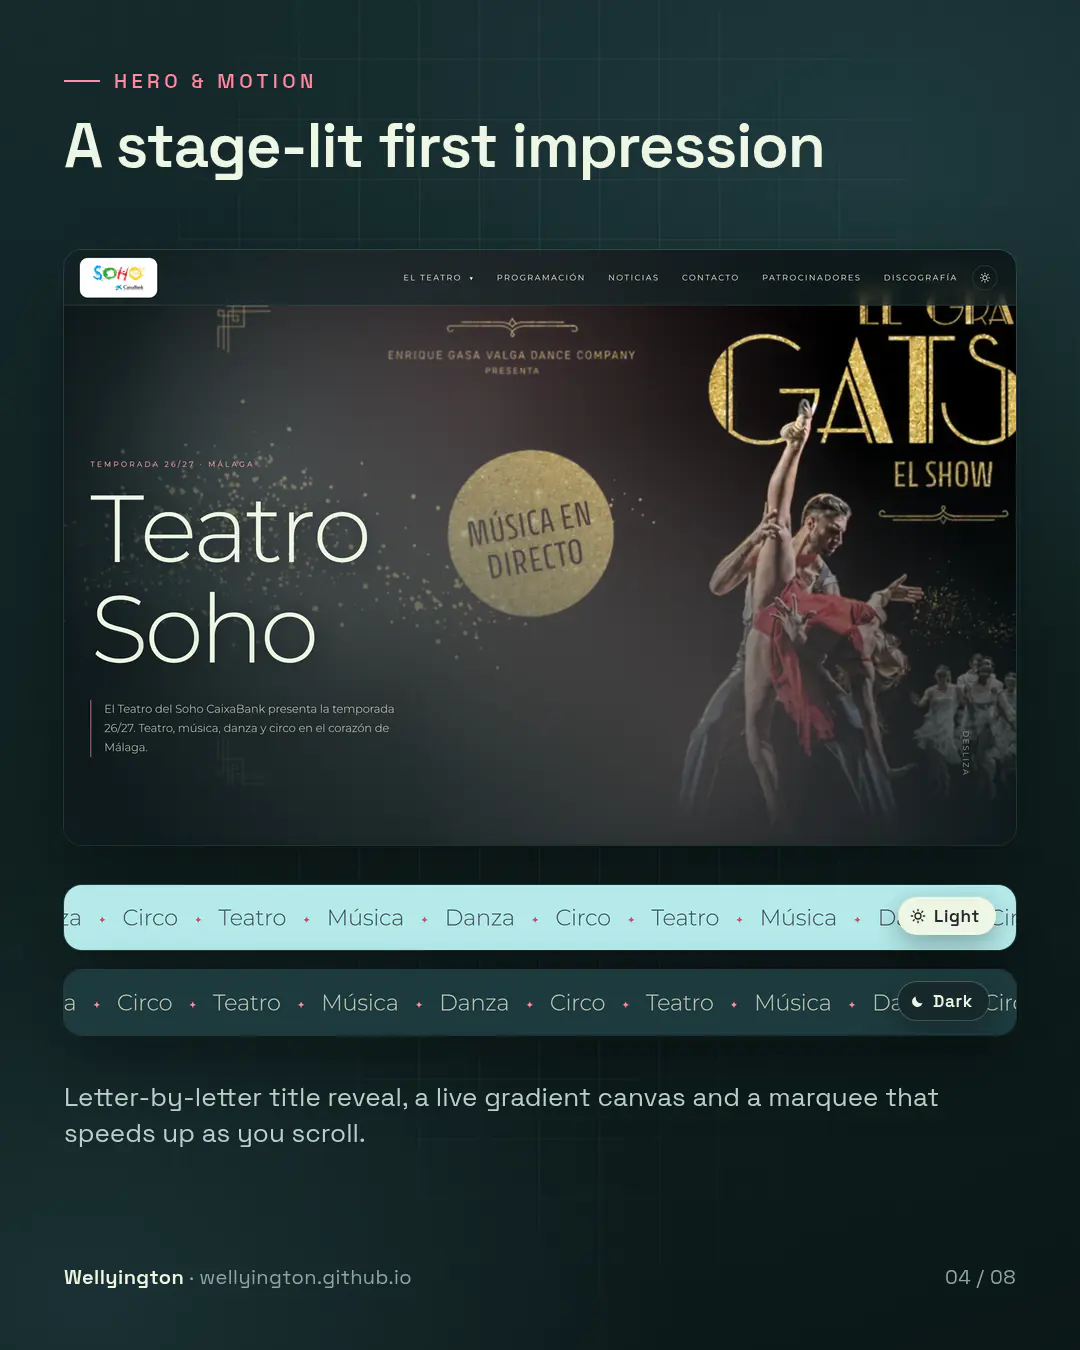 HERO & MOTION
A stage-lit first impression
SOHO
CaixaBank
EL TEATRO ▾ PROGRAMACIÓN NOTICIAS CONTACTO PATROCINADORES DISCOGRAFÍA
ENRIQUE GASA VALGA DANCE COMPANY
PRESENTA
EL GRA
GATS
EL SHOW
MÚSICA EN
DIRECTO
TEMPORADA 26/27 · MÁLAGA
Teatro
Soho
El Teatro del Soho CaixaBank presenta la temporada
26/27. Teatro, música, danza y circo en el corazón de
Málaga.
DESLIZA
za ✦ Circo ✦ Teatro ✦ Música ✦ Danza ✦ Circo ✦ Teatro ✦ Música ✦ Da Cir
Light
a ✦ Circo ✦ Teatro ✦ Música ✦ Danza ✦ Circo ✦ Teatro ✦ Música ✦ Da Circ
Dark
Letter-by-letter title reveal, a live gradient canvas and a marquee that
speeds up as you scroll.
Wellyington · wellyington.github.io
04 / 08